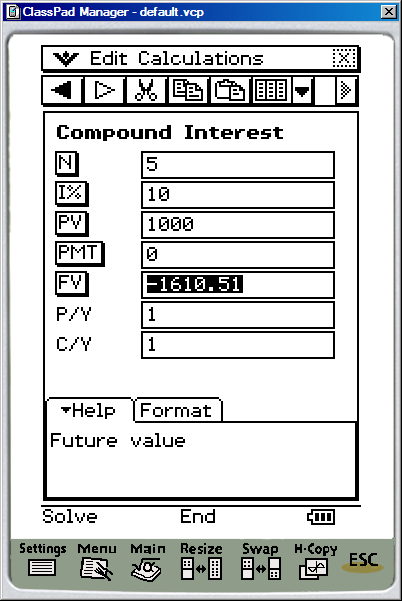 ClassPad Manager - default.vcp
Edit Calculations
Compound Interest
N 5
I% 10
PV 1000
PMT 0
FV -1610.51
P/Y 1
C/Y 1
Help Format
Future value
Solve End
Settings Menu Main Resize Swap H-Copy ESC